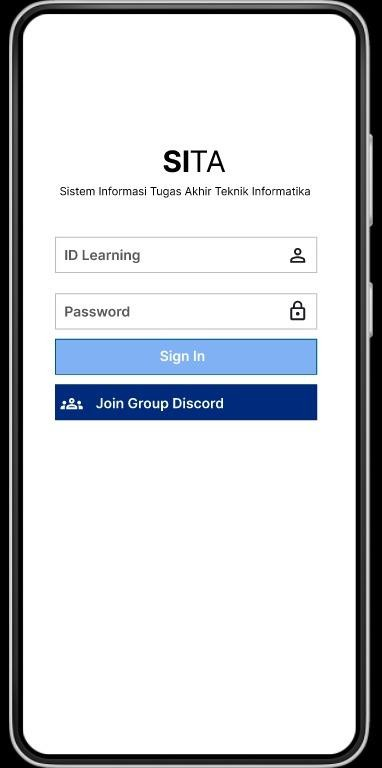 SITA
Sistem Informasi Tugas Akhir Teknik Informatika
ID Learning
Password
Sign In
Join Group Discord